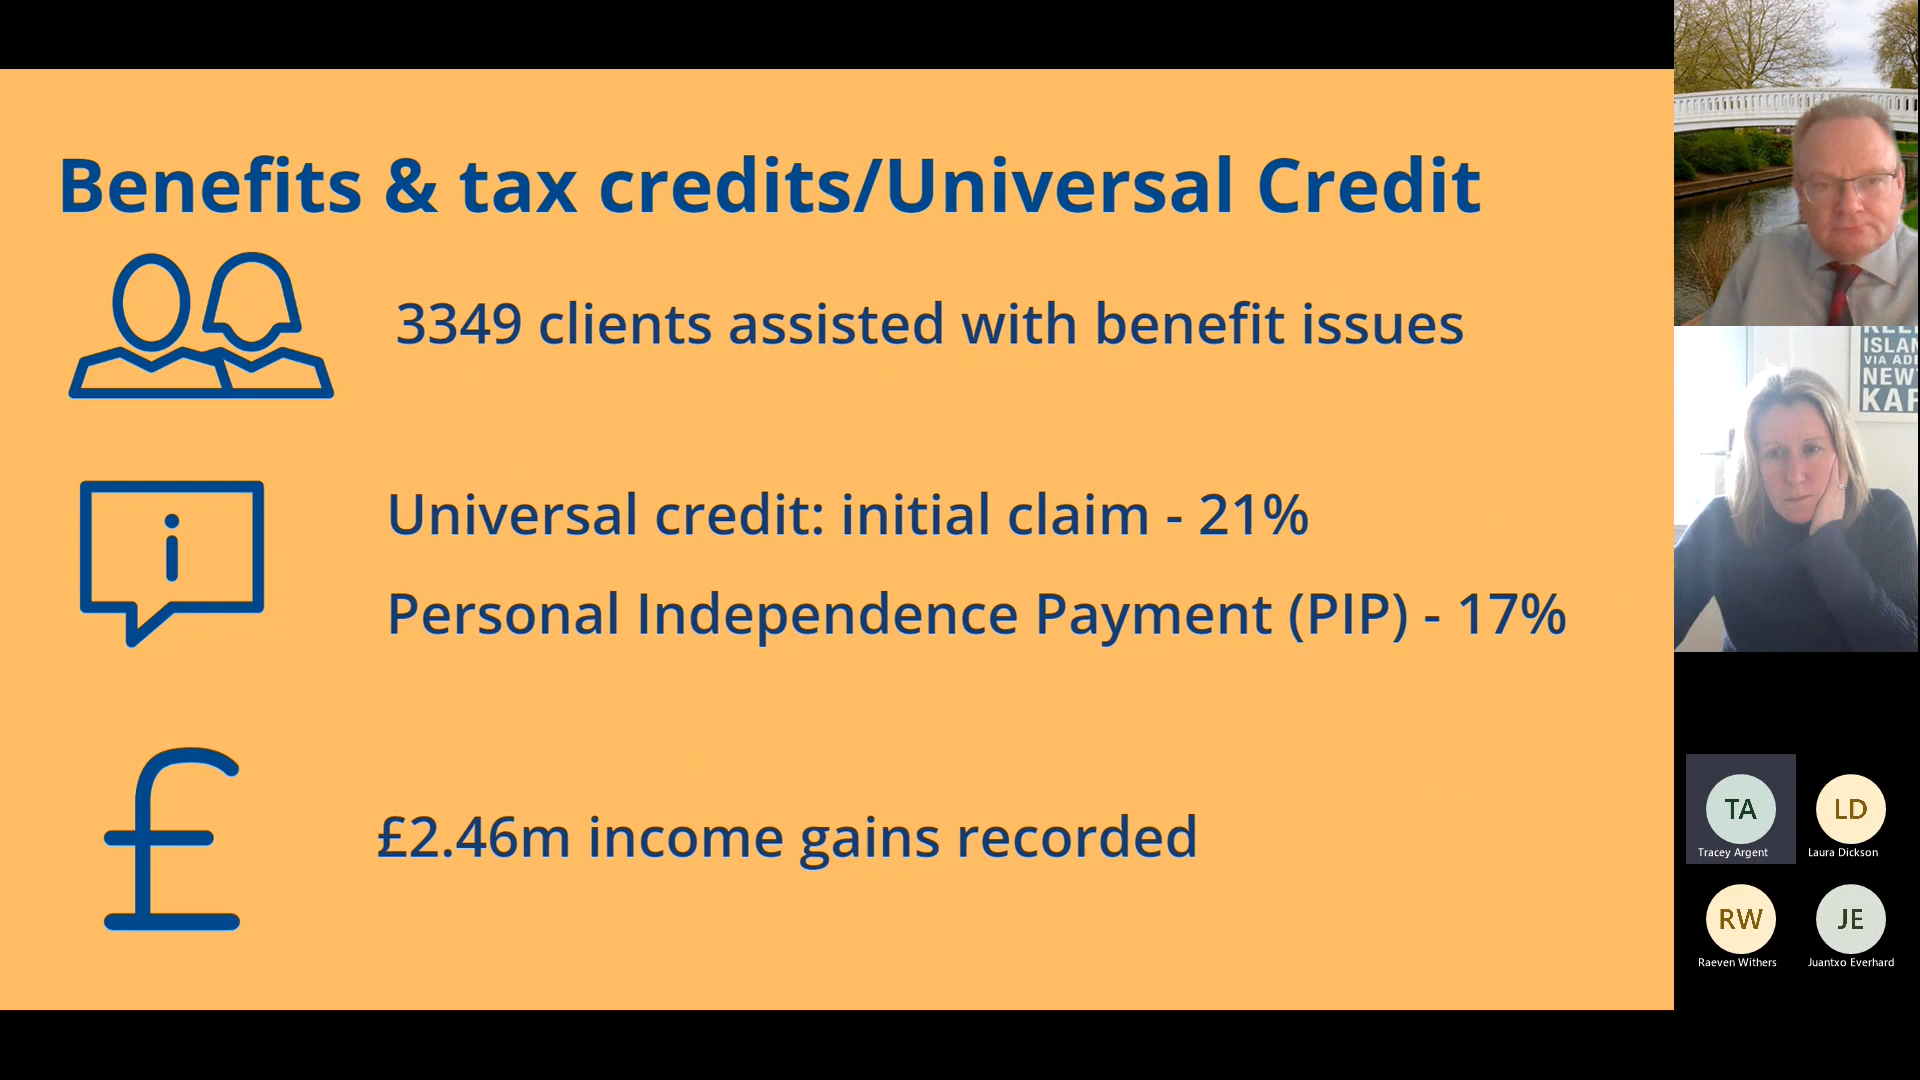 Benefits & tax credits/Universal Credit
3349 clients assisted with benefit issues
i
Universal credit: initial claim - 21%
Personal Independence Payment (PIP) - 17%
£
£2.46m income gains recorded
NEW
TA
LD
Tracey Argent
Laura Dickson
RW
JE
Raeven Withers
Juantxo Everhard